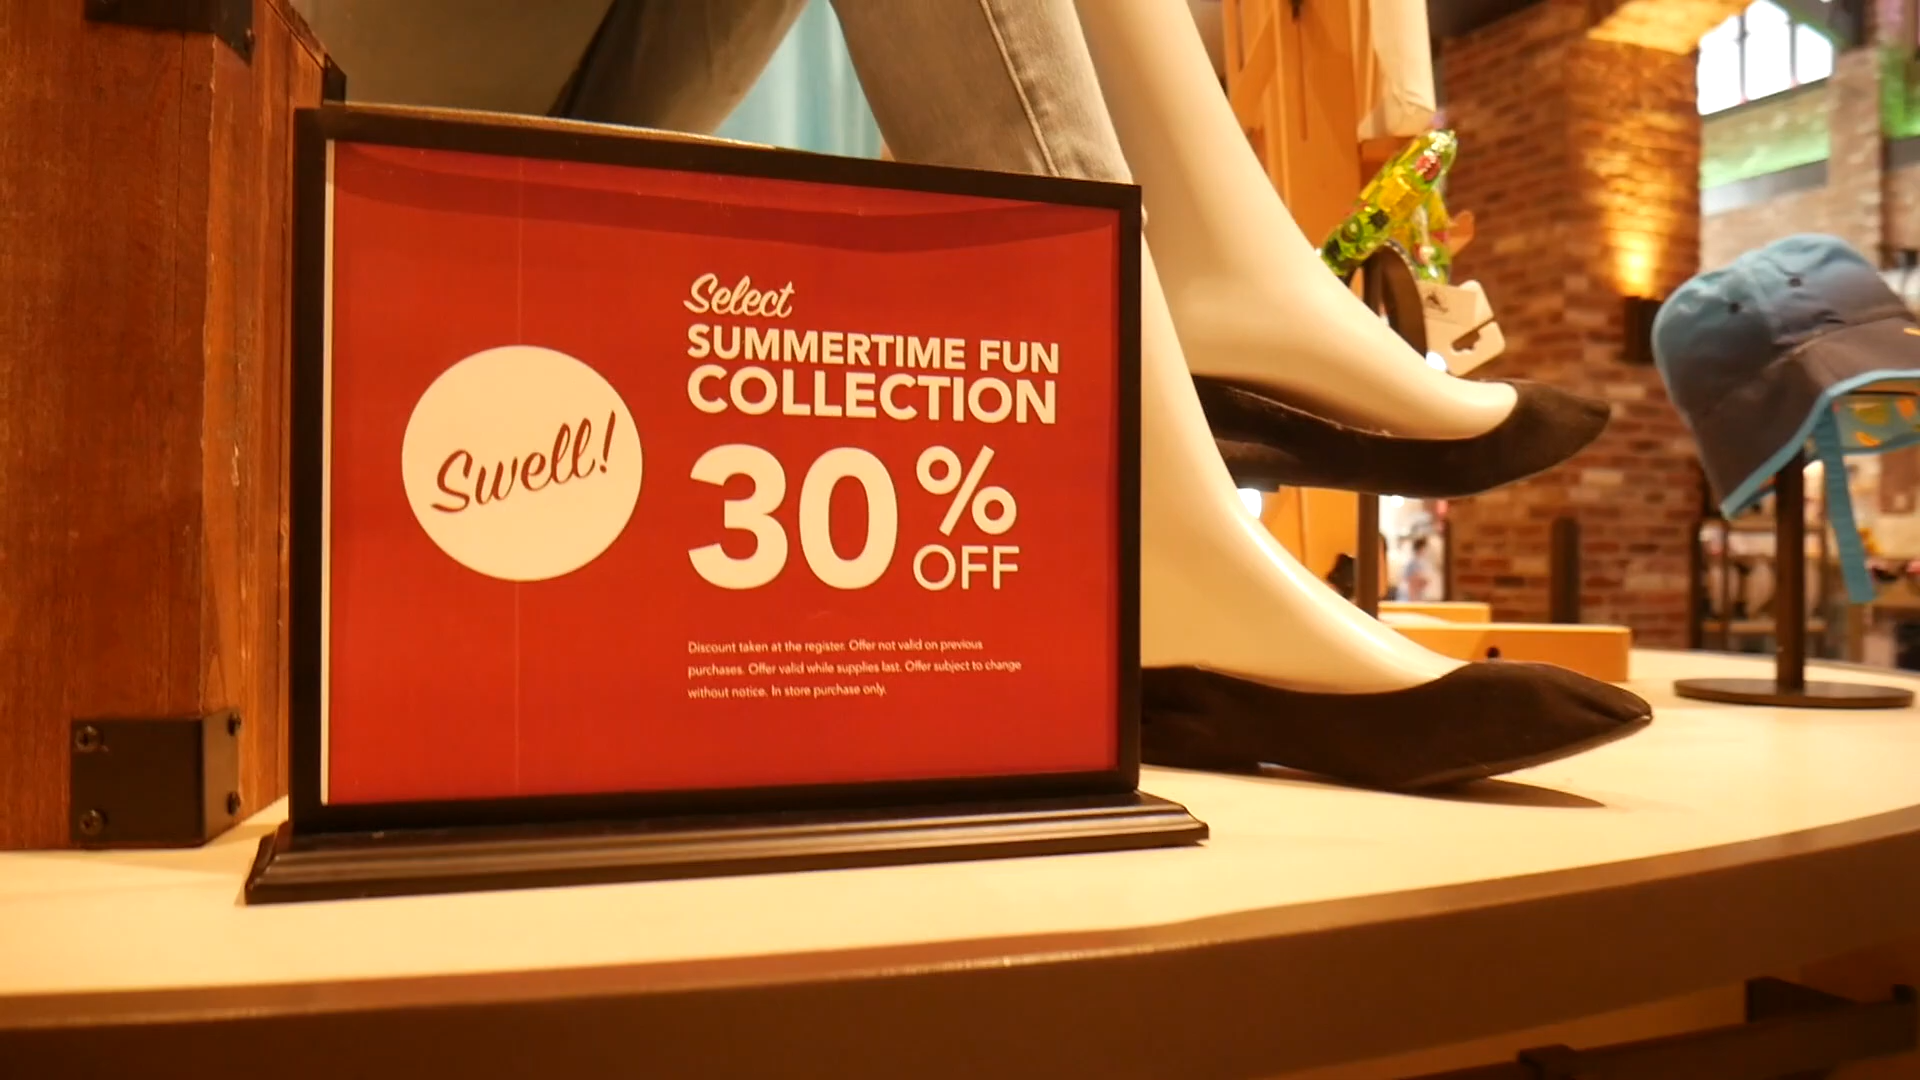 Swell!
Select
SUMMERTIME FUN
COLLECTION
30%
OFF
Discount taken at the register. Offer not valid on previous
purchases. Offer valid while supplies last. Offer subject to change
without notice. In store purchase only.